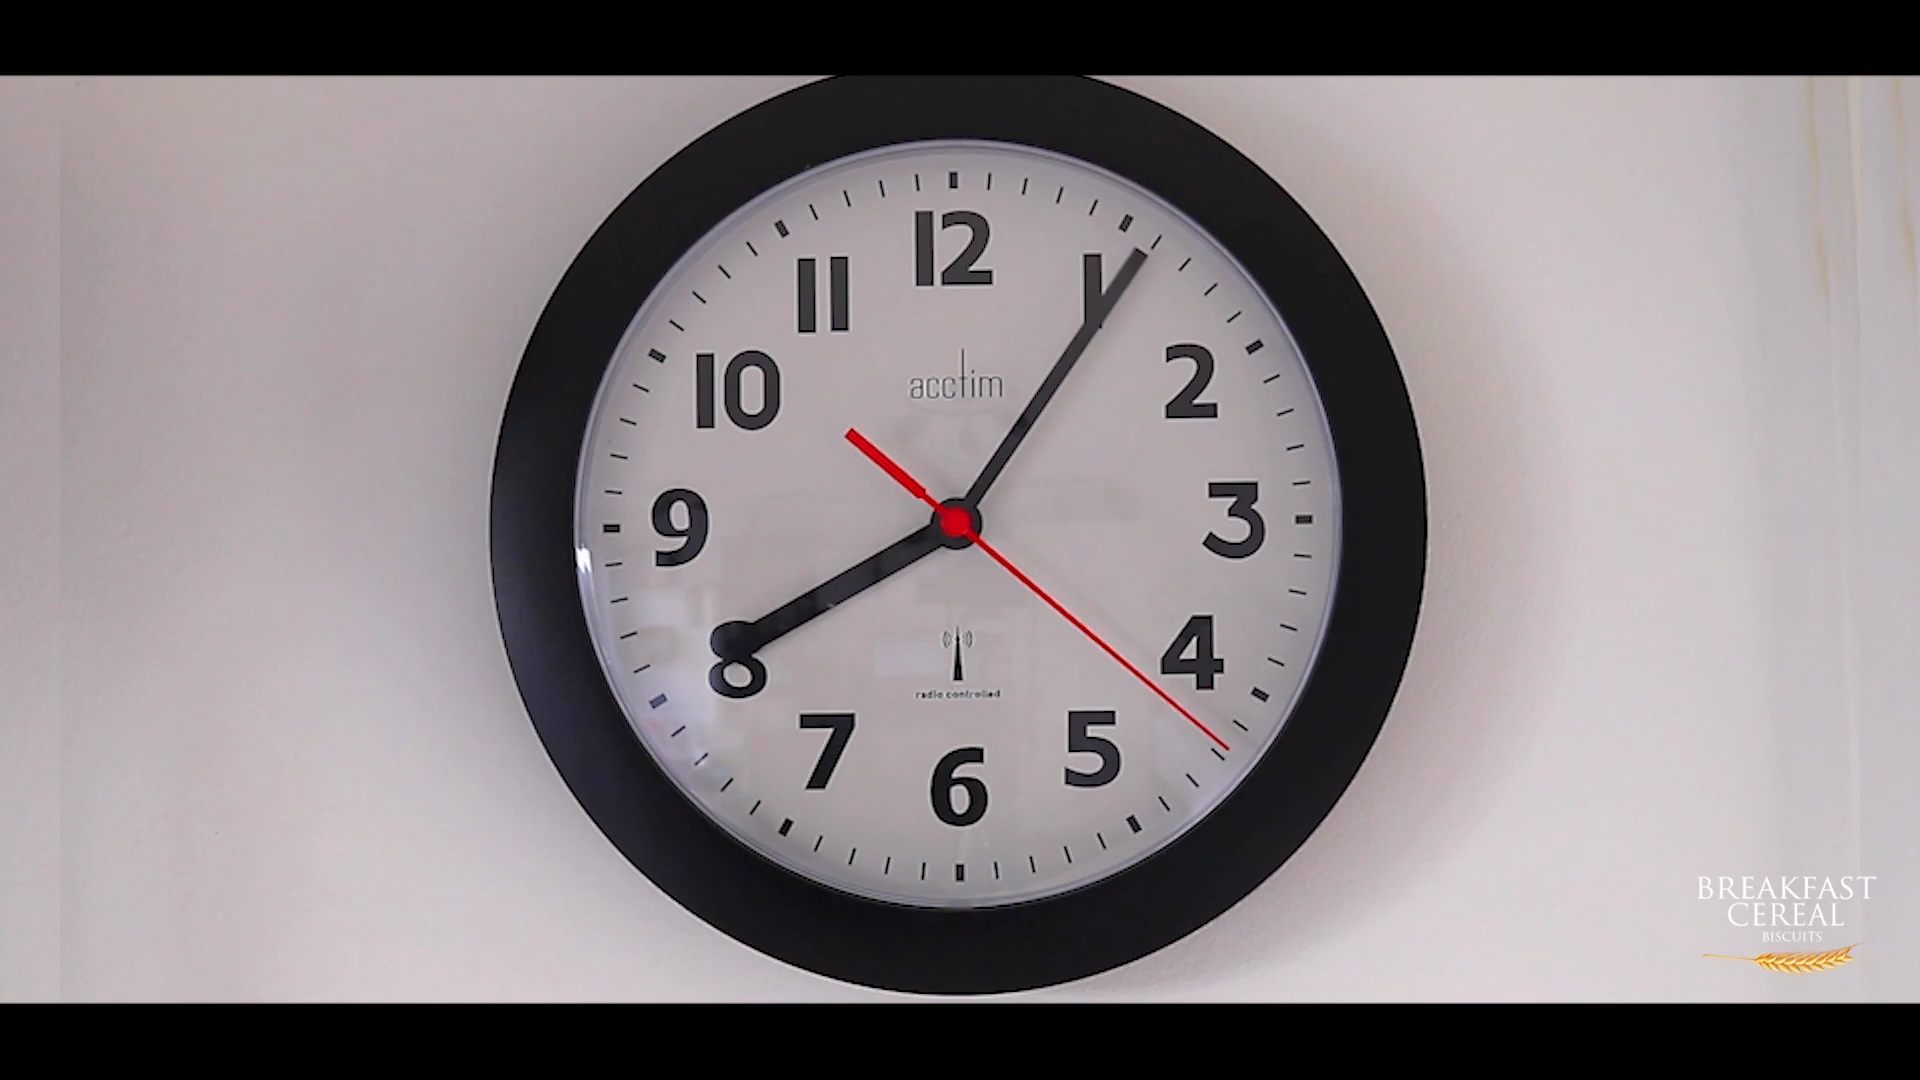 12
11
1
10
2
acctim
9
3
8
4
radio controlled
7
5
6
BREAKFAST
CEREAL
BISCUITS